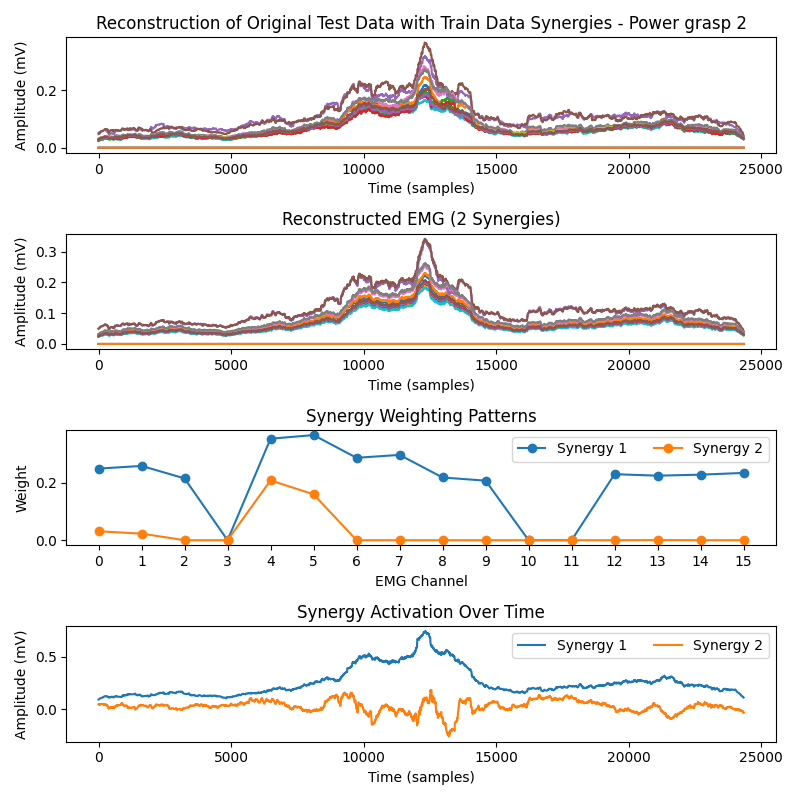 Reconstruction of Original Test Data with Train Data Synergies - Power grasp 2
Amplitude (mV)
0.2
0.0
0 5000 10000 15000 20000 25000
Time (samples)
Reconstructed EMG (2 Synergies)
Amplitude (mV)
0.3
0.2
0.1
0.0
0 5000 10000 15000 20000 25000
Time (samples)
Synergy Weighting Patterns
Weight
0.2
0.0
Synergy 1 Synergy 2
0 1 2 3 4 5 6 7 8 9 10 11 12 13 14 15
EMG Channel
Synergy Activation Over Time
Amplitude (mV)
0.5
0.0
Synergy 1 Synergy 2
0 5000 10000 15000 20000 25000
Time (samples)